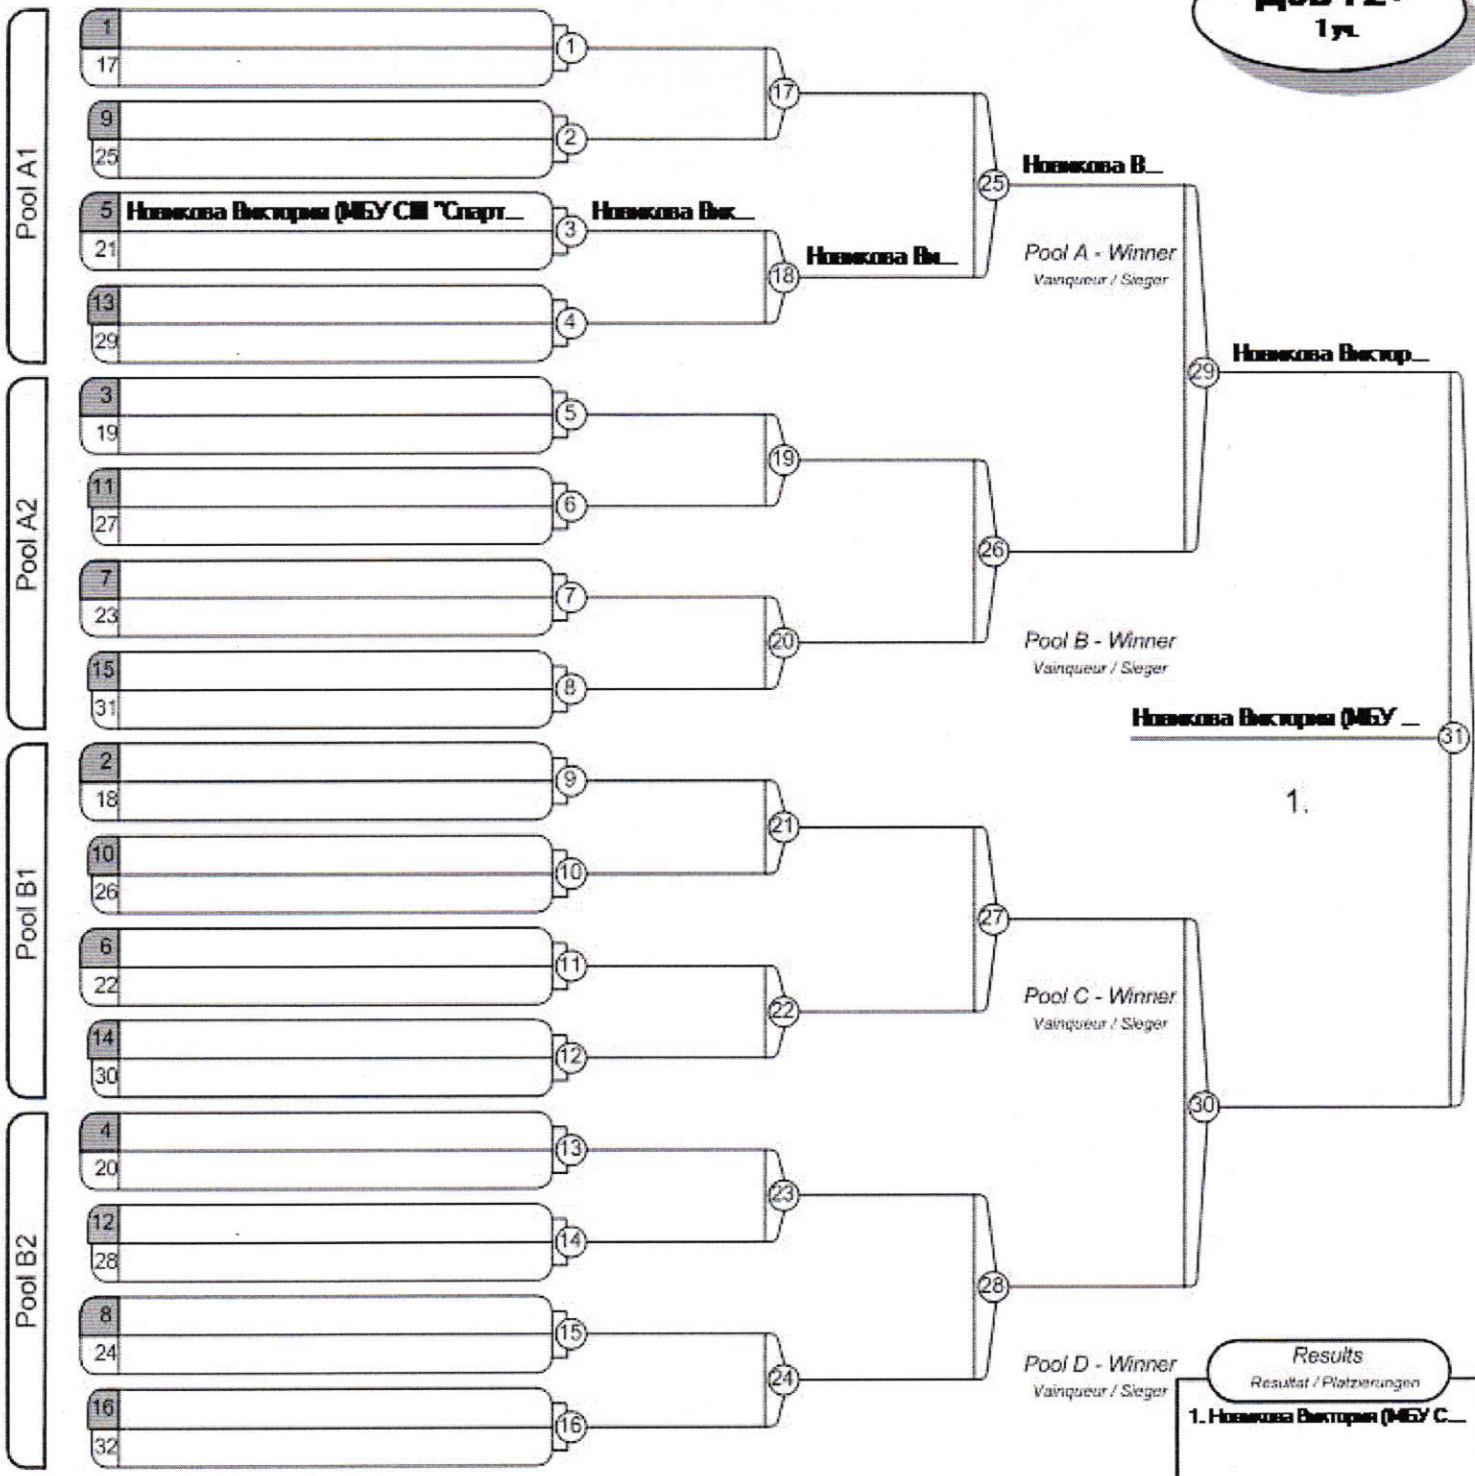 1 уч.
Pool A1
1
17
1
9
25
2
5 Новикова Виктория (МБУ СШ "Спарт...
21
3
Новикова Вик...
13
29
4
17
18
Новикова Ви...
25
Новикова В...
Pool A - Winner
Vainqueur / Sieger
Pool A2
3
19
5
11
27
6
7
23
7
15
31
8
19
20
26
Pool B - Winner
Vainqueur / Sieger
29
Новикова Виктор...
Новикова Виктория (МБУ ...
31
1.
Pool B1
2
18
9
10
26
10
6
22
11
14
30
12
21
22
27
Pool C - Winner
Vainqueur / Sieger
30
Pool B2
4
20
13
12
28
14
8
24
15
16
32
16
23
24
28
Pool D - Winner
Vainqueur / Sieger
Results
Resultat / Platzierungen
1. Новикова Виктория (МБУ С...